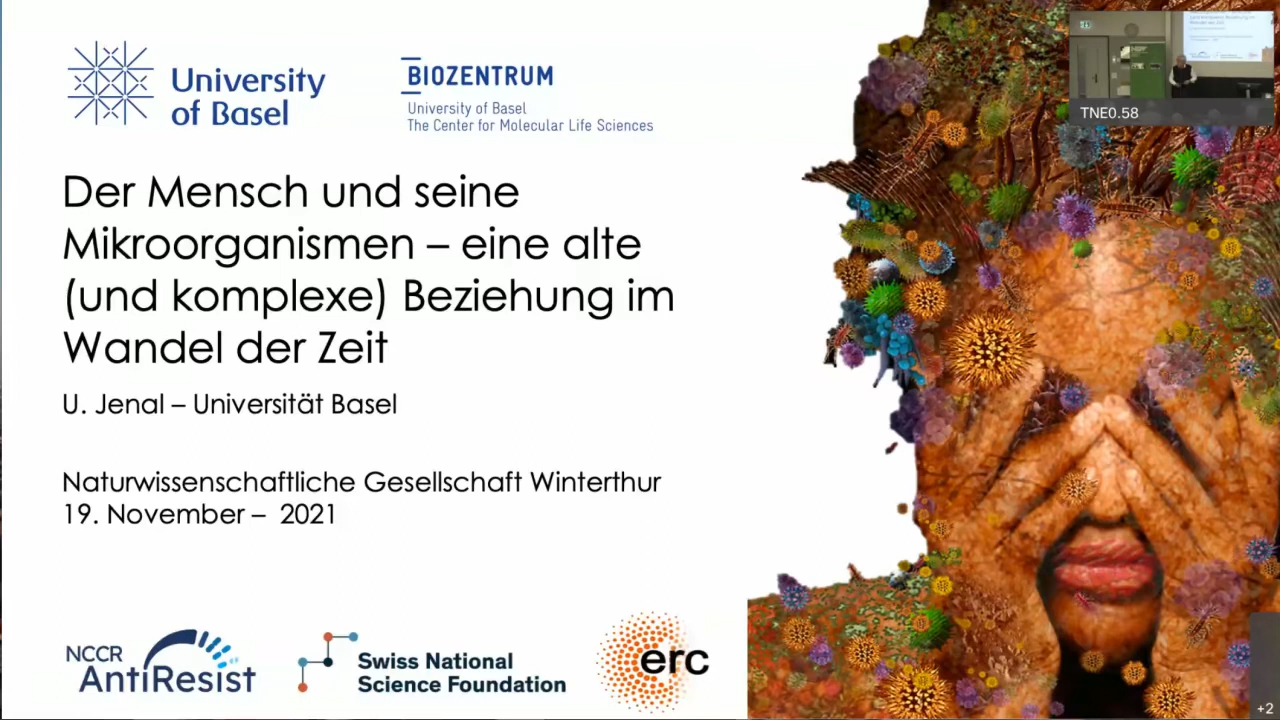 University
of Basel
BIOZENTRUM
University of Basel
The Center for Molecular Life Sciences
TNE0.58
Der Mensch und seine
Mikroorganismen – eine alte
(und komplexe) Beziehung im
Wandel der Zeit
U. Jenal – Universität Basel
Naturwissenschaftliche Gesellschaft Winterthur
19. November – 2021
NCCR
AntiResist
Swiss National
Science Foundation
erc
+2